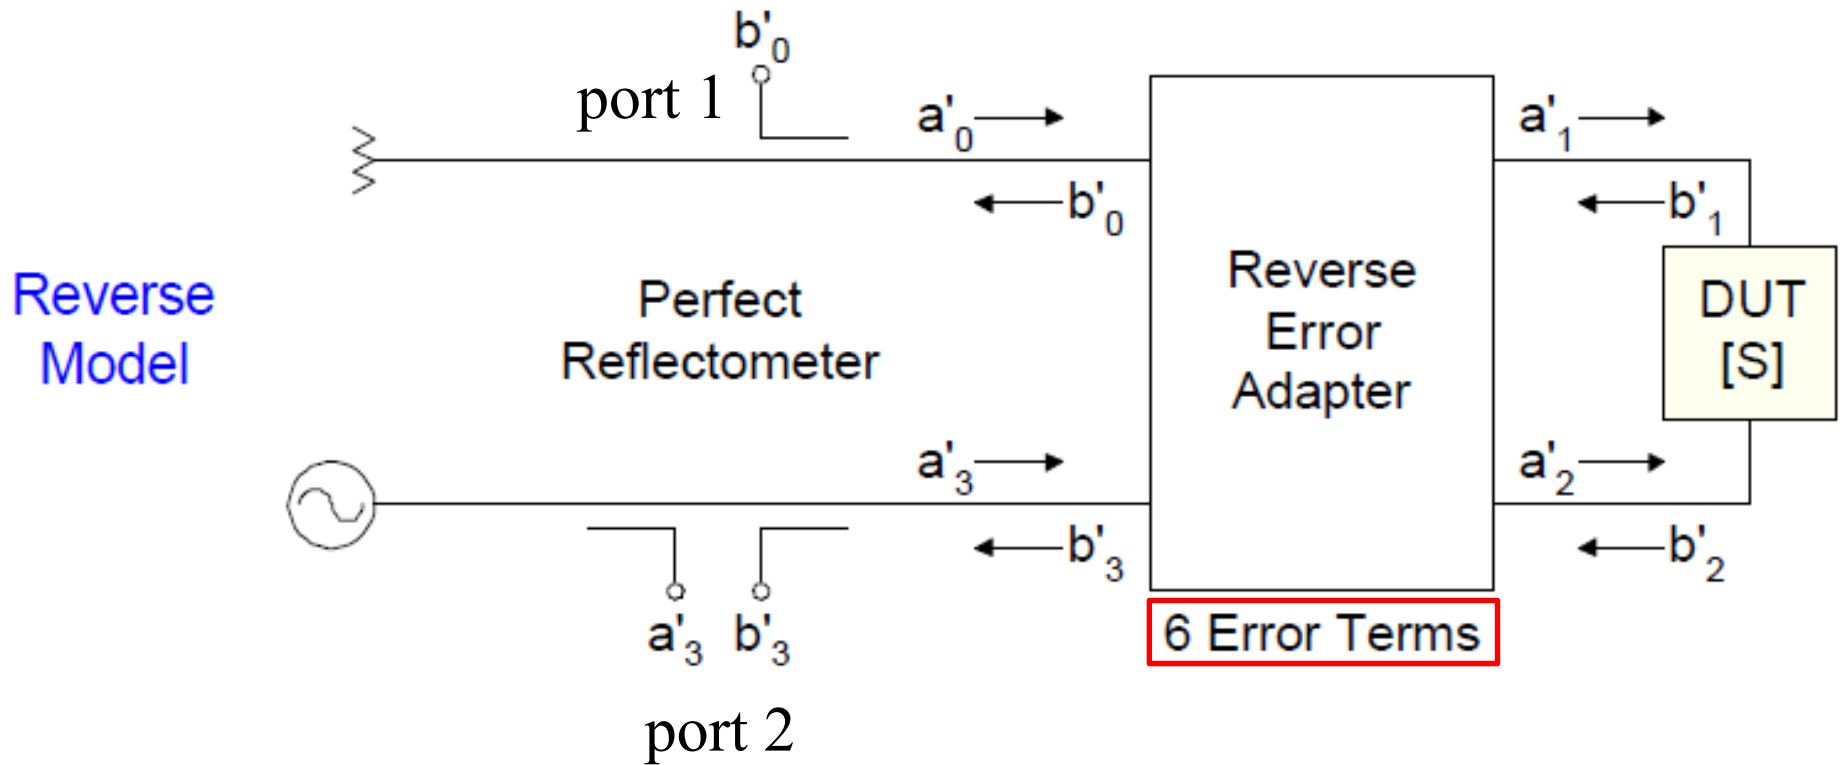 b'0
port 1
a'0
a'1
b'0
b'1
Reverse
Model
Perfect
Reflectometer
Reverse
Error
Adapter
DUT
[S]
a'3
a'2
b'3
b'2
a'3 b'3
6 Error Terms
port 2